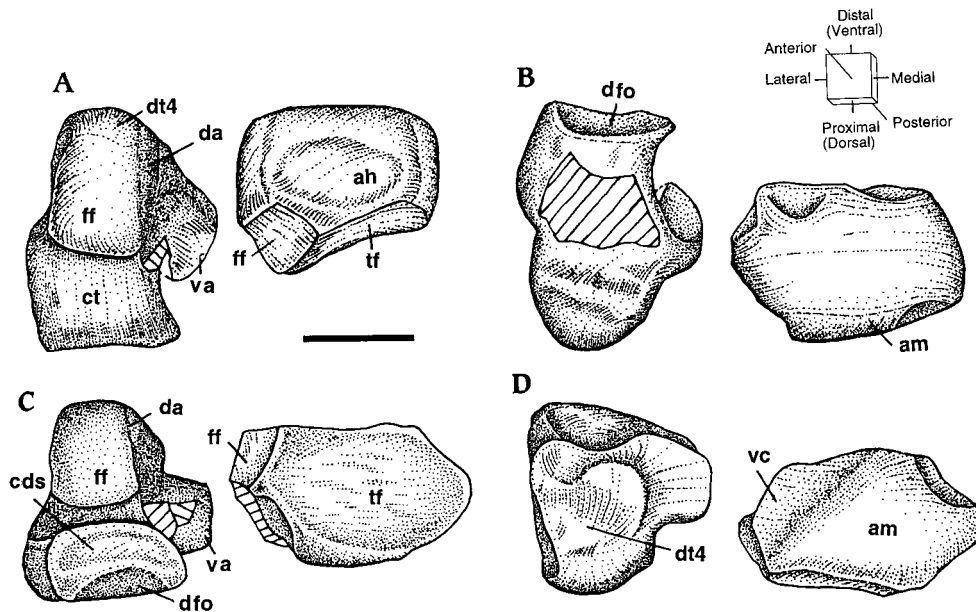 A
dt4
da
ff
va
ct
ah
ff
tf
B
dfo
am
Distal
(Ventral)
Anterior
Lateral
Medial
Posterior
Proximal
(Dorsal)
C
da
cds
ff
va
dfo
ff
tf
D
dt4
vc
am